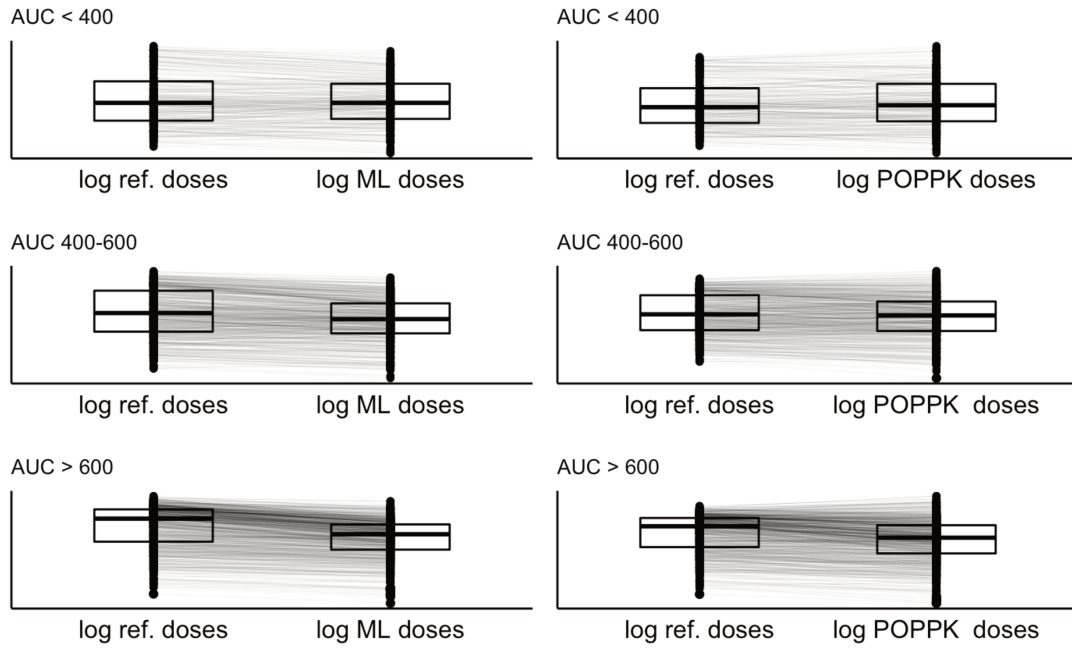 AUC < 400
AUC < 400
log ref. doses
log ML doses
log ref. doses
log POPPK doses
AUC 400-600
AUC 400-600
log ref. doses
log ML doses
log ref. doses
log POPPK  doses
AUC > 600
AUC > 600
log ref. doses
log ML doses
log ref. doses
log POPPK  doses